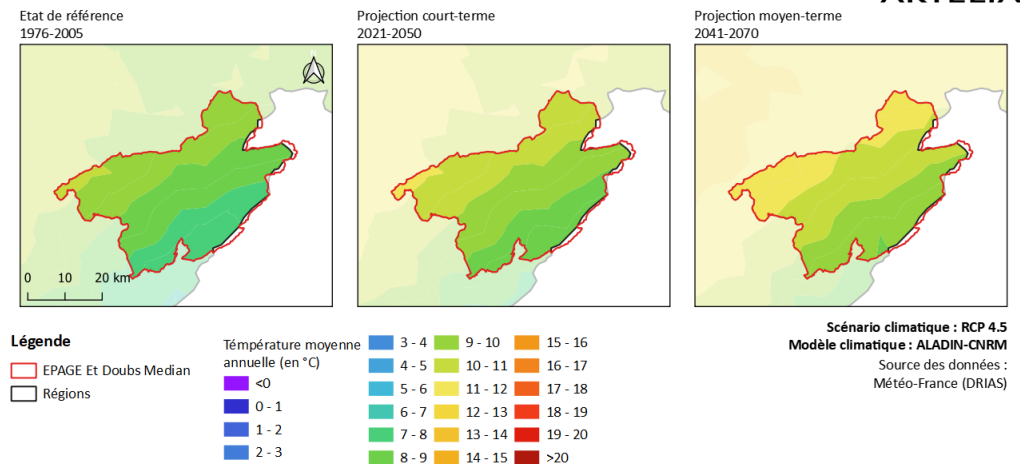 Etat de référence
1976-2005
Projection court-terme
2021-2050
Projection moyen-terme
2041-2070
0 10 20 km
Légende
EPAGE Et Doubs Median
Régions
Température moyenne
annuelle (en °C)
<0
0 - 1
1 - 2
2 - 3
3 - 4
4 - 5
5 - 6
6 - 7
7 - 8
8 - 9
9 - 10
10 - 11
11 - 12
12 - 13
13 - 14
14 - 15
15 - 16
16 - 17
17 - 18
18 - 19
19 - 20
>20
Scénario climatique : RCP 4.5
Modèle climatique : ALADIN-CNRM
Source des données :
Météo-France (DRIAS)